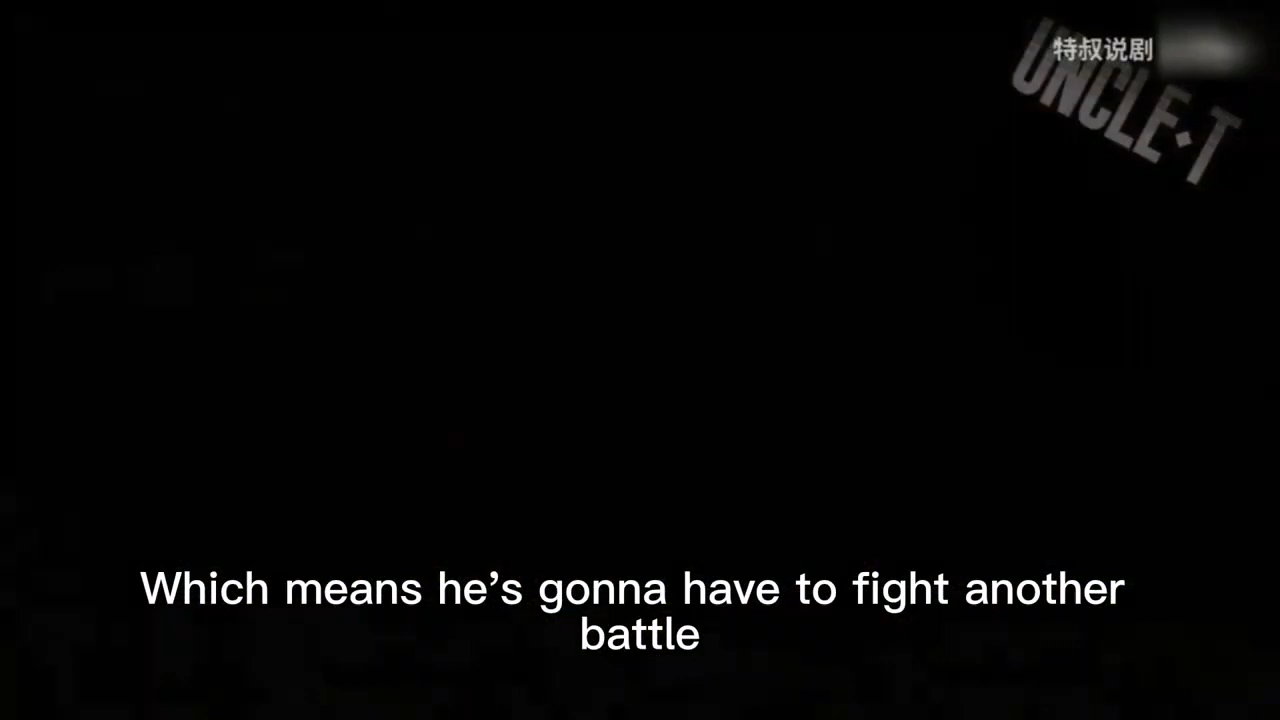 特叔说剧
UNCLE·T
Which means he’s gonna have to fight another
battle